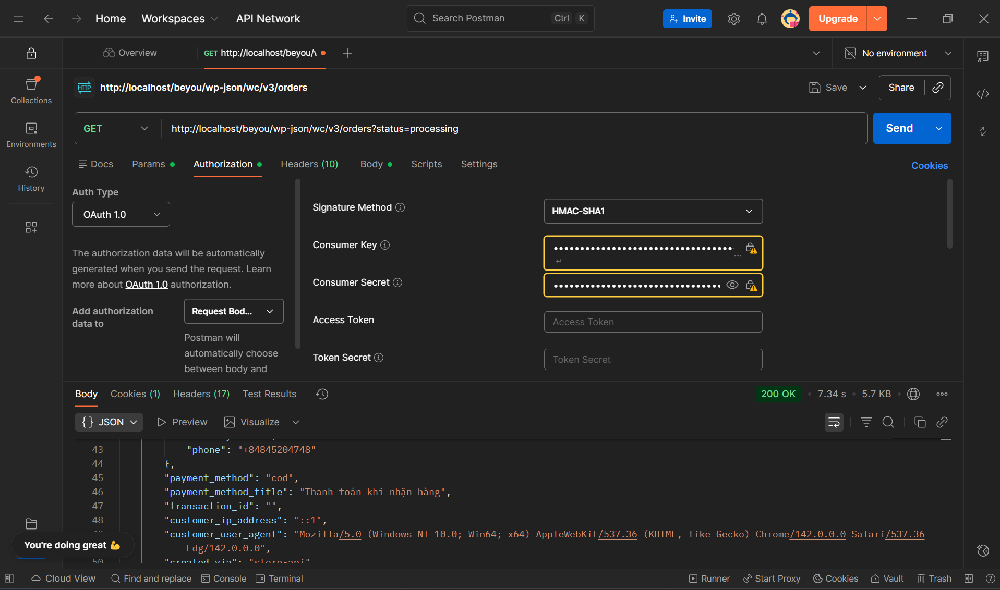 Home
Workspaces
API Network
Search Postman
Ctrl
K
Invite
Upgrade
Overview
GET http://localhost/beyou/
No environment
Collections
HTTP
http://localhost/beyou/wp-json/wc/v3/orders
Save
Share
GET
http://localhost/beyou/wp-json/wc/v3/orders?status=processing
Send
Environments
Docs
Params
Authorization
Headers (10)
Body
Scripts
Settings
Cookies
History
Auth Type
OAuth 1.0
Signature Method
HMAC-SHA1
Consumer Key
The authorization data will be automatically
generated when you send the request. Learn
more about OAuth 1.0 authorization.
Consumer Secret
Add authorization
data to
Request Bod...
Access Token
Access Token
Postman will
automatically choose
between body and
Token Secret
Token Secret
Body
Cookies (1)
Headers (17)
Test Results
200 OK
7.34 s
5.7 KB
{} JSON
Preview
Visualize
43 "phone": "+84845204748"
44 },
45 "payment_method": "cod",
46 "payment_method_title": "Thanh toán khi nhận hàng",
47 "transaction_id": "",
48 "customer_ip_address": "::1",
"customer_user_agent": "Mozilla/5.0 (Windows NT 10.0; Win64; x64) AppleWebKit/537.36 (KHTML, like Gecko) Chrome/142.0.0.0 Safari/537.36
Edg/142.0.0.0",
50 "created_via": "store-api"
You're doing great 💪
Cloud View
Find and replace
Console
Terminal
Runner
Start Proxy
Cookies
Vault
Trash